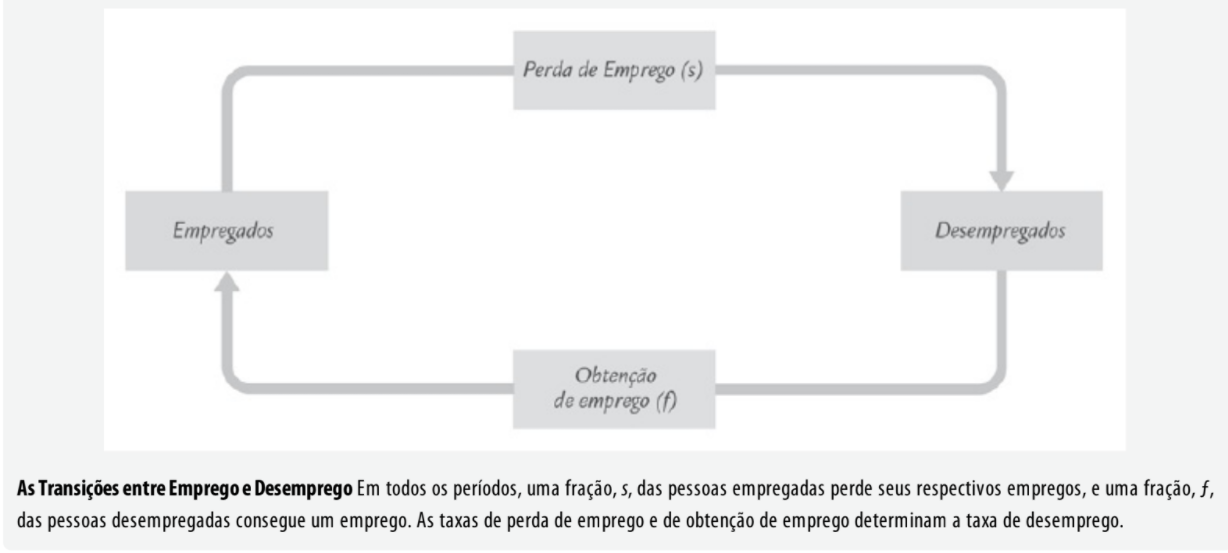 Perda de Emprego (s)
Empregados
Desempregados
Obtenção
de emprego (f)
As Transições entre Emprego e Desemprego Em todos os períodos, uma fração, s, das pessoas empregadas perde seus respectivos empregos, e uma fração, f,
das pessoas desempregadas consegue um emprego. As taxas de perda de emprego e de obtenção de emprego determinam a taxa de desemprego.